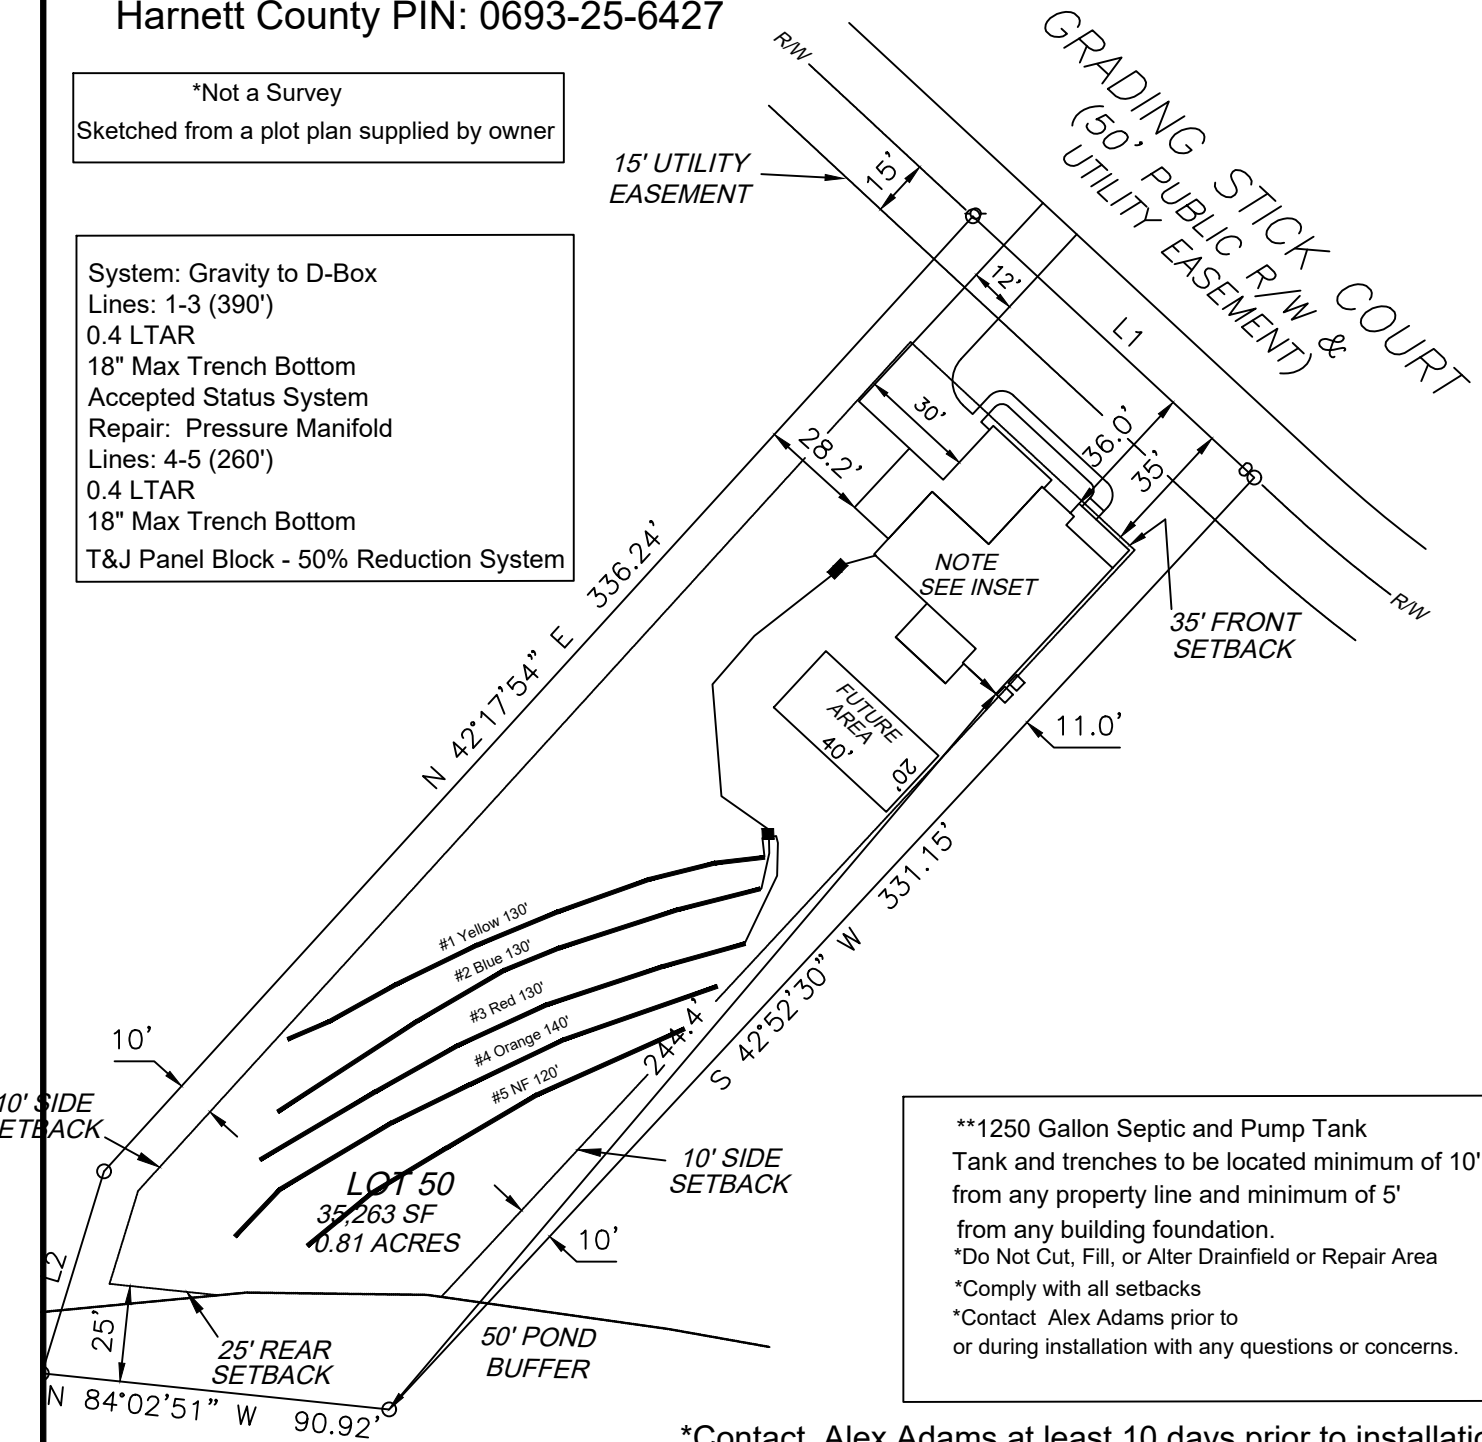 Harnett County PIN: 0693-25-6427
*Not a Survey
Sketched from a plot plan supplied by owner
System: Gravity to D-Box
Lines: 1-3 (390')
0.4 LTAR
18" Max Trench Bottom
Accepted Status System
Repair: Pressure Manifold
Lines: 4-5 (260')
0.4 LTAR
18" Max Trench Bottom
T&J Panel Block - 50% Reduction System
R/W
15' UTILITY
EASEMENT
15'
GRADING STICK COURT
(50' PUBLIC R/W &
UTILITY EASEMENT)
12'
L1
30'
28.2'
36.0'
35'
NOTE
SEE INSET
R/W
35' FRONT
SETBACK
N 42°17'54" E 336.24'
FUTURE
AREA
40'
20'
11.0'
S 42°52'30" W 331.15'
#1 Yellow 130'
#2 Blue 130'
#3 Red 130'
#4 Orange 140'
#5 NF 120'
244.4'
10'
10' SIDE
ETBACK
10' SIDE
SETBACK
LOT 50
35,263 SF
0.81 ACRES
10'
L2
25'
25' REAR
SETBACK
50' POND
BUFFER
N 84°02'51" W 90.92'
**1250 Gallon Septic and Pump Tank
Tank and trenches to be located minimum of 10'
from any property line and minimum of 5'
from any building foundation.
*Do Not Cut, Fill, or Alter Drainfield or Repair Area
*Comply with all setbacks
*Contact Alex Adams prior to
or during installation with any questions or concerns.
*Contact Alex Adams at least 10 days prior to installatio